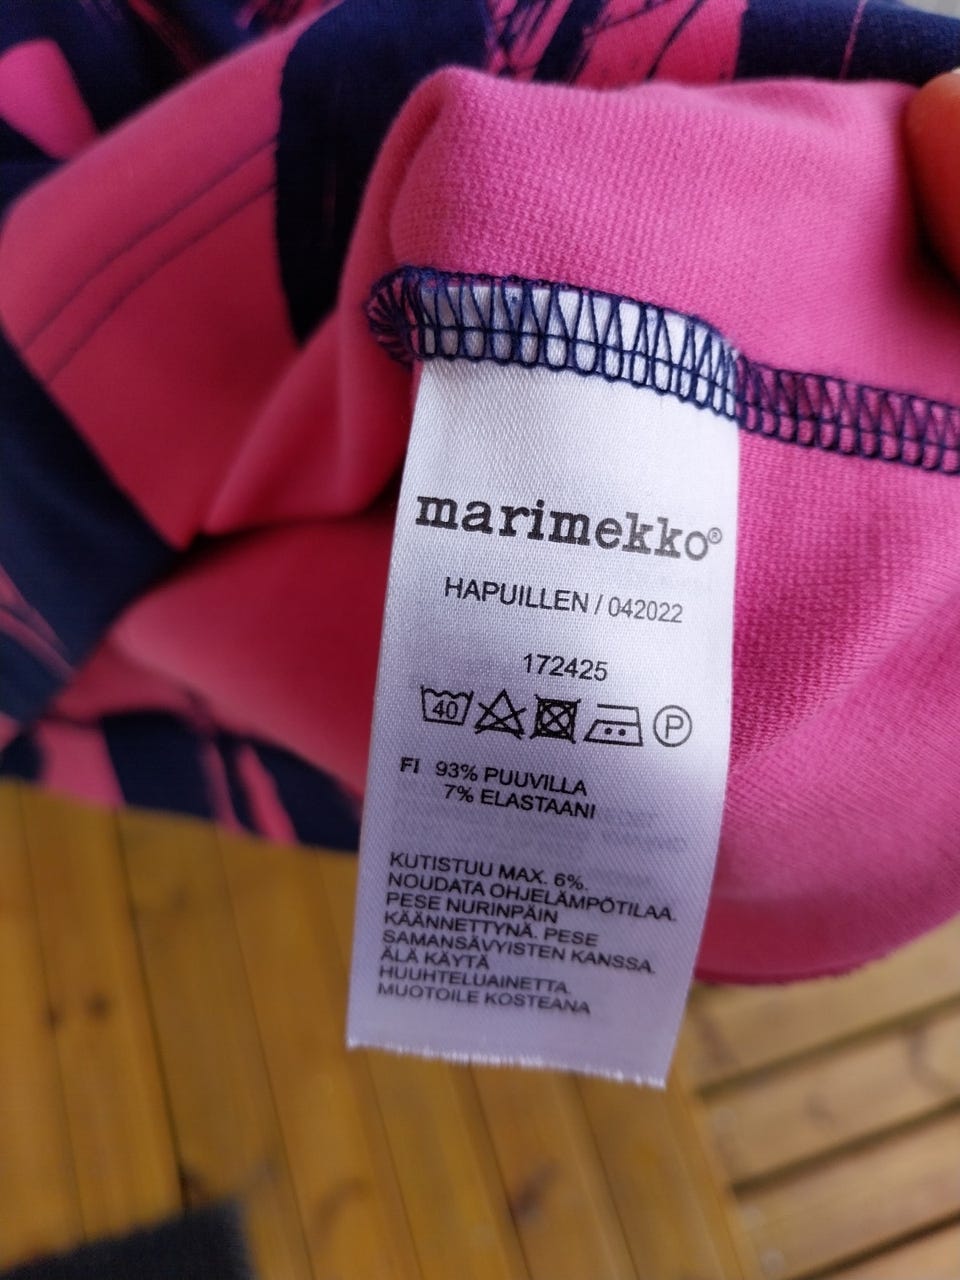 marimekko®
HAPUILLEN / 042022
172425
40 P
FI 93% PUUVILLA
7% ELASTAANI
KUTISTUU MAX. 6%.
NOUDATA OHJELÄMPÖTILAA.
PESE NURINPÄIN
KÄÄNNETTYNÄ. PESE
SAMANSÄVYISTEN KANSSA.
ÄLÄ KÄYTÄ
HUUHTELUAINETTA.
MUOTOILE KOSTEANA